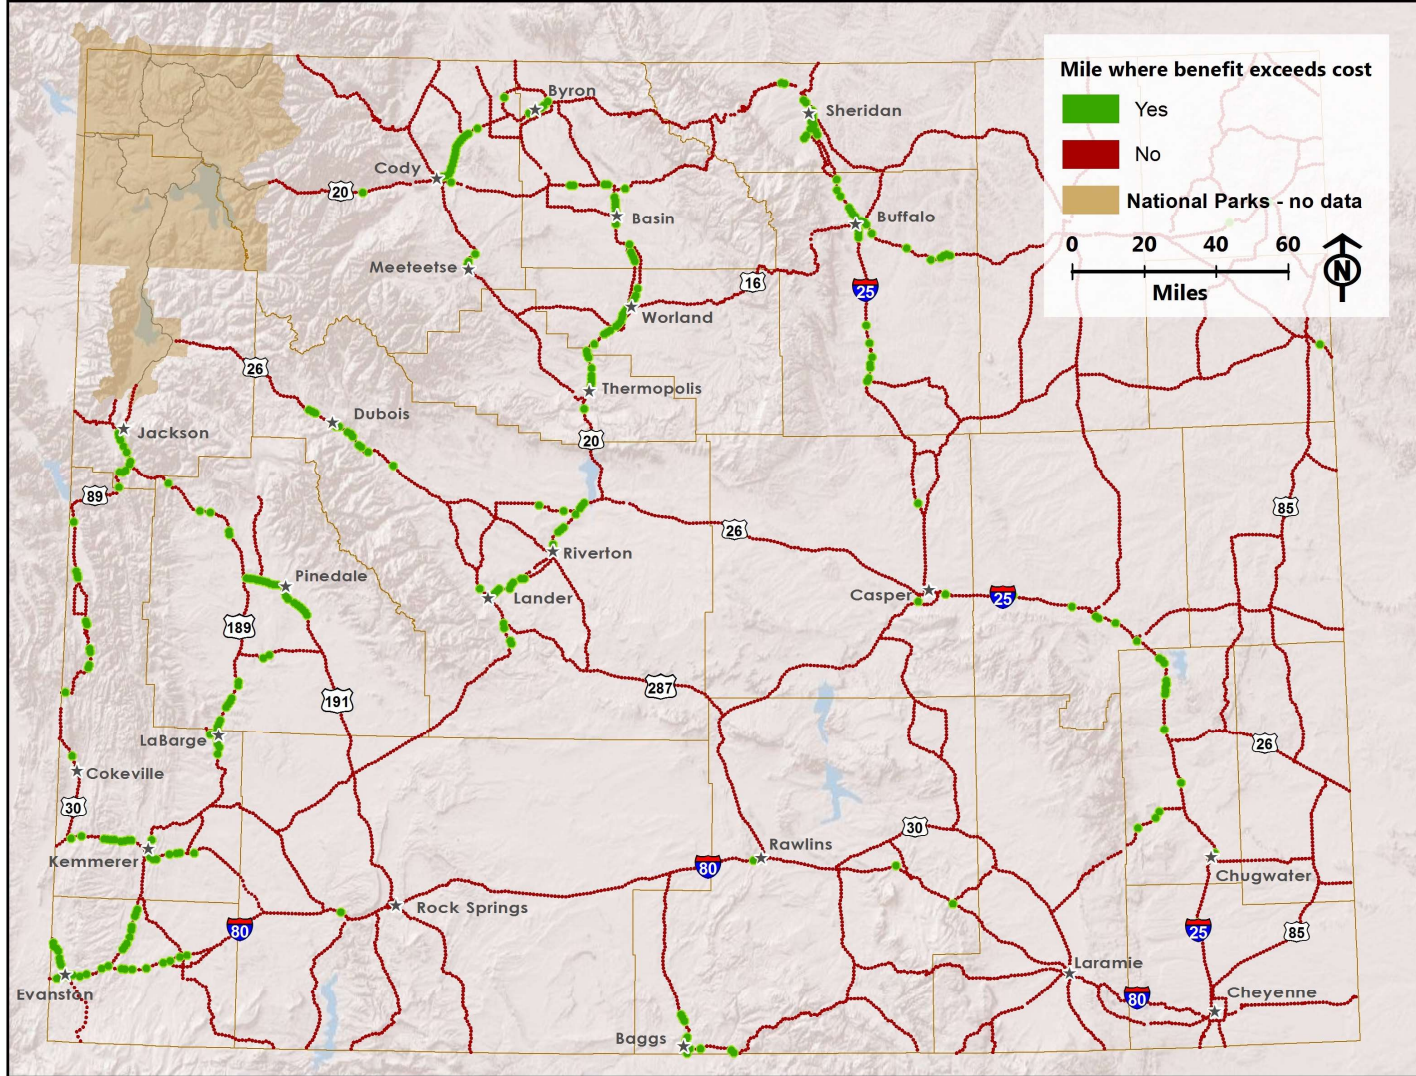 Mile where benefit exceeds cost
Yes
No
National Parks - no data
0 20 40 60
Miles
N
Byron
Sheridan
Cody
20
Basin
Buffalo
Meeteetse
16
25
Worland
26
Thermopolis
Dubois
Jackson
20
89
85
26
Riverton
Pinedale
Lander
Casper
25
189
287
191
LaBarge
26
Cokeville
30
30
Rawlins
Kemmerer
80
Chugwater
Rock Springs
80
25
85
Laramie
Evanston
80
Cheyenne
Baggs